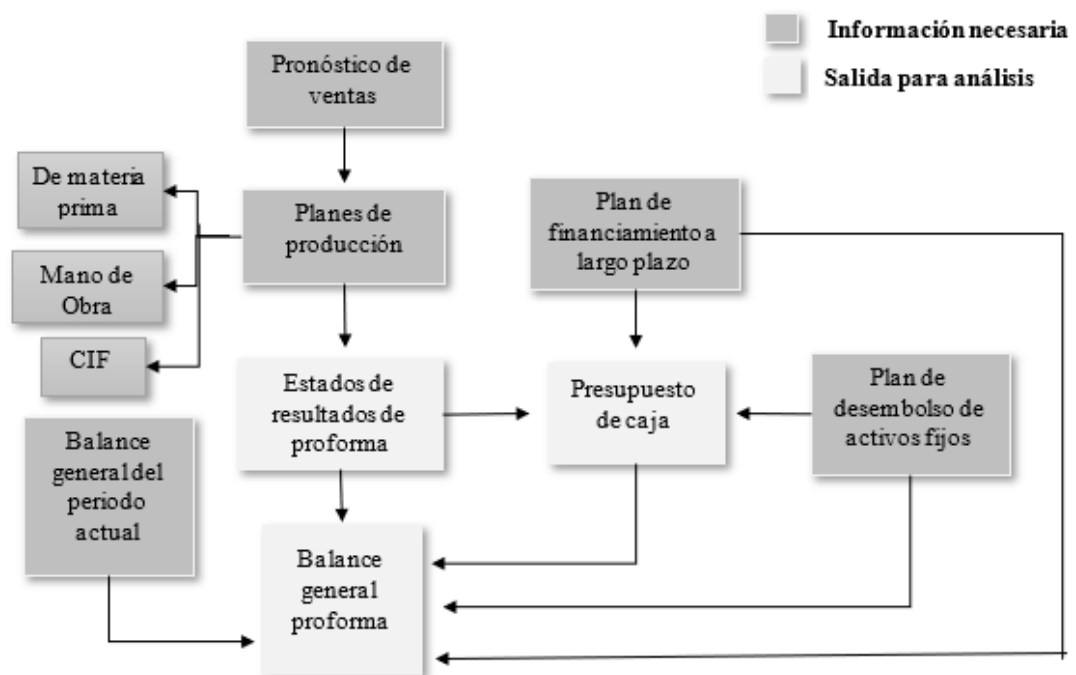 Información necesaria
Salida para análisis
Pronóstico de
ventas
De materia
prima
Planes de
producción
Plan de
financiamiento a
largo plazo
Mano de
Obra
CIF
Estados de
resultados de
proforma
Presupuesto
de caja
Plan de
desembolso de
activos fijos
Balance
general del
periodo
actual
Balance
general
proforma